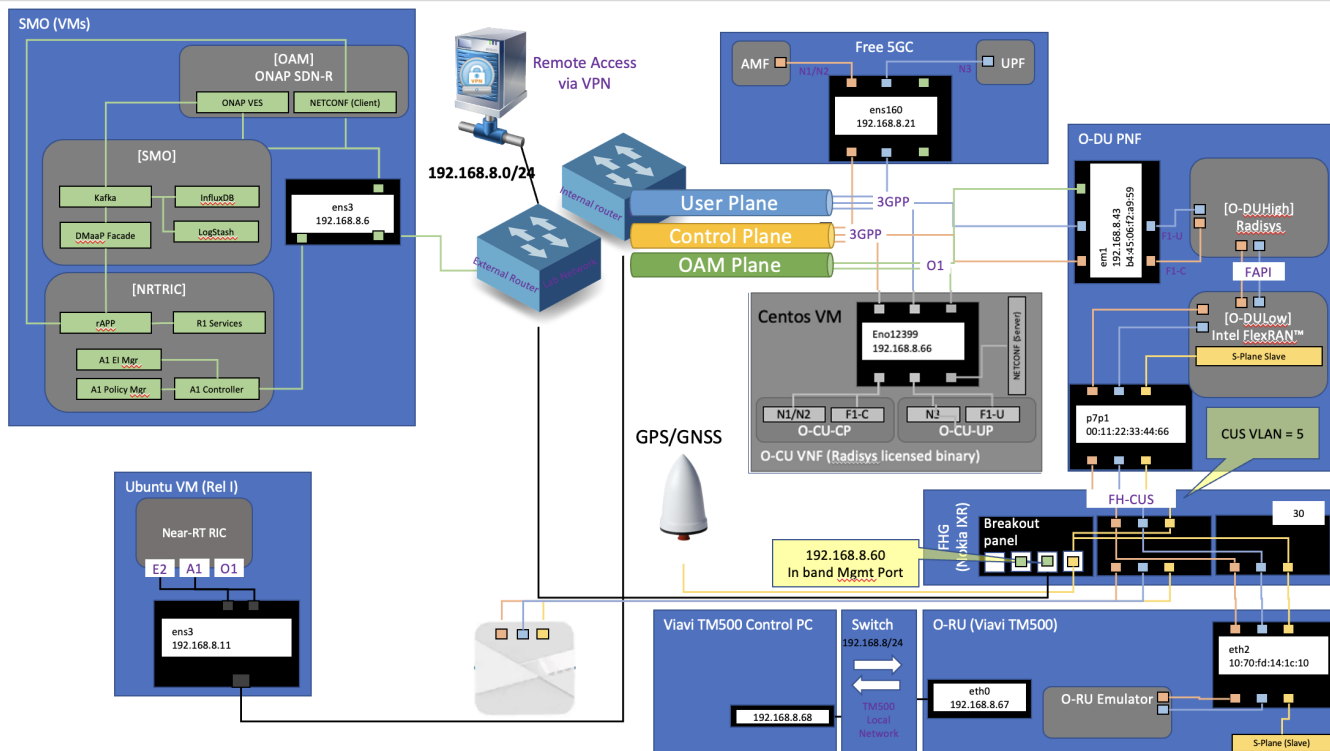 SMO (VMs)
[OAM]
ONAP SDN-R
ONAP VES
NETCONF (Client)
[SMO]
Kafka
InfluxDB
DMaaP Facade
LogStash
ens3
192.168.8.6
[NRTRIC]
rAPP
R1 Services
A1 EI Mgr
A1 Policy Mgr
A1 Controller
VPN
Remote Access
via VPN
192.168.8.0/24
Internal router
External Router
Lab Network
User Plane
Control Plane
OAM Plane
3GPP
3GPP
O1
Free 5GC
AMF
N1/N2
N3
UPF
ens160
192.168.8.21
O-DU PNF
em1
192.168.8.43
b4:45:06:f2:a9:59
F1-U
F1-C
[O-DUHigh]
Radisys
FAPI
[O-DULow]
Intel FlexRAN™
S-Plane Slave
p7p1
00:11:22:33:44:66
CUS VLAN = 5
Centos VM
Eno12399
192.168.8.66
NETCONF (Server)
N1/N2
F1-C
N3
F1-U
O-CU-CP
O-CU-UP
O-CU VNF (Radisys licensed binary)
GPS/GNSS
FH-CUS
FHG
(Nokia IXR)
Breakout
panel
30
192.168.8.60
In band Mgmt Port
Ubuntu VM (Rel I)
Near-RT RIC
E2
A1
O1
ens3
192.168.8.11
Viavi TM500 Control PC
192.168.8.68
Switch
192.168.8/24
TM500
Local
Network
O-RU (Viavi TM500)
eth0
192.168.8.67
O-RU Emulator
eth2
10:70:fd:14:1c:10
S-Plane (Slave)